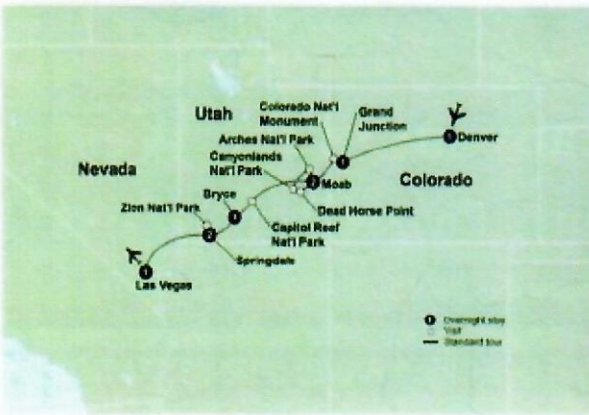 Utah
Colorado Nat'l
Monument
Grand
Junction
Arches Nat'l Park
Denver
Canyonlands
Nat'l Park
Nevada
Moab
Colorado
Bryce
Zion Nat'l Park
Dead Horse Point
Capitol Reef
Nat'l Park
Springdale
Las Vegas
Overnight stay
Visit
Standard tour